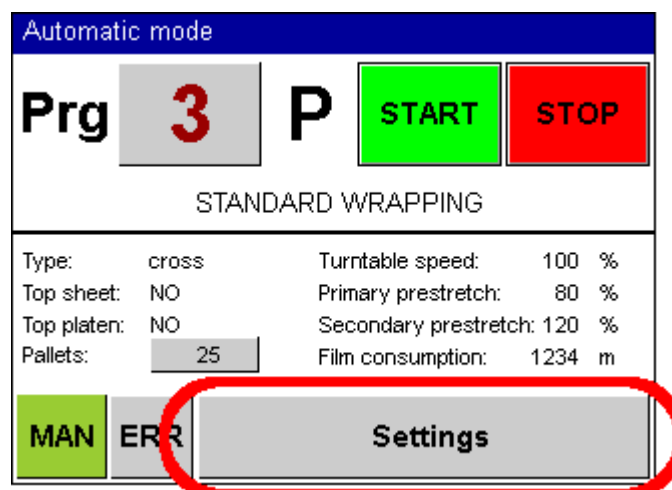 Automatic mode
Prg 3 P START STOP
STANDARD WRAPPING
Type: cross Turntable speed: 100 %
Top sheet: NO Primary prestretch: 80 %
Top platen: NO Secondary prestretch: 120 %
Pallets: 25 Film consumption: 1234 m
MAN ERR Settings